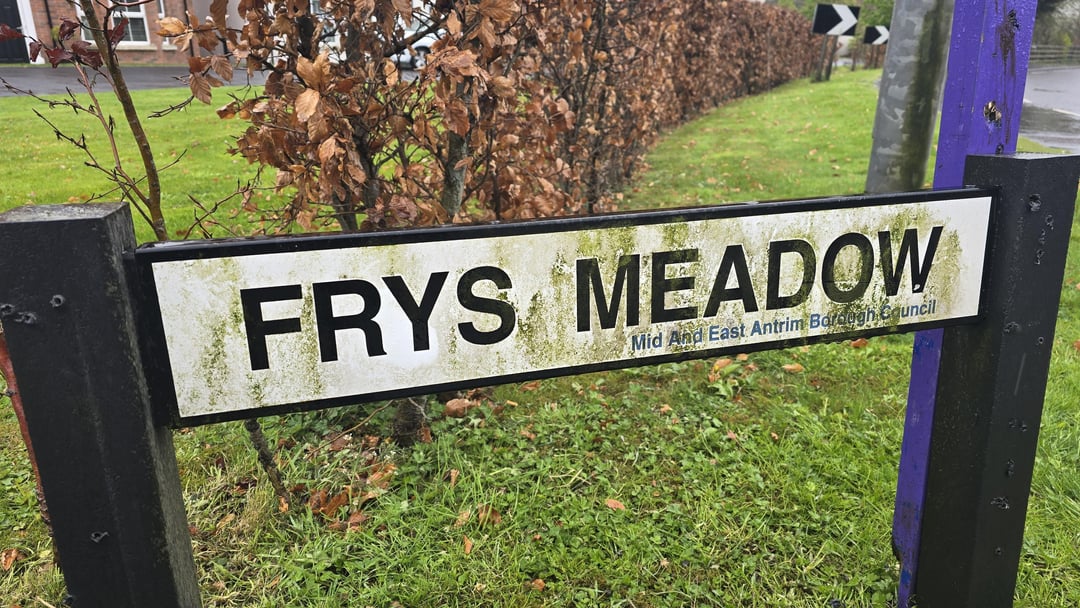 FRYS MEADOW
Mid And East Antrim Borough Council